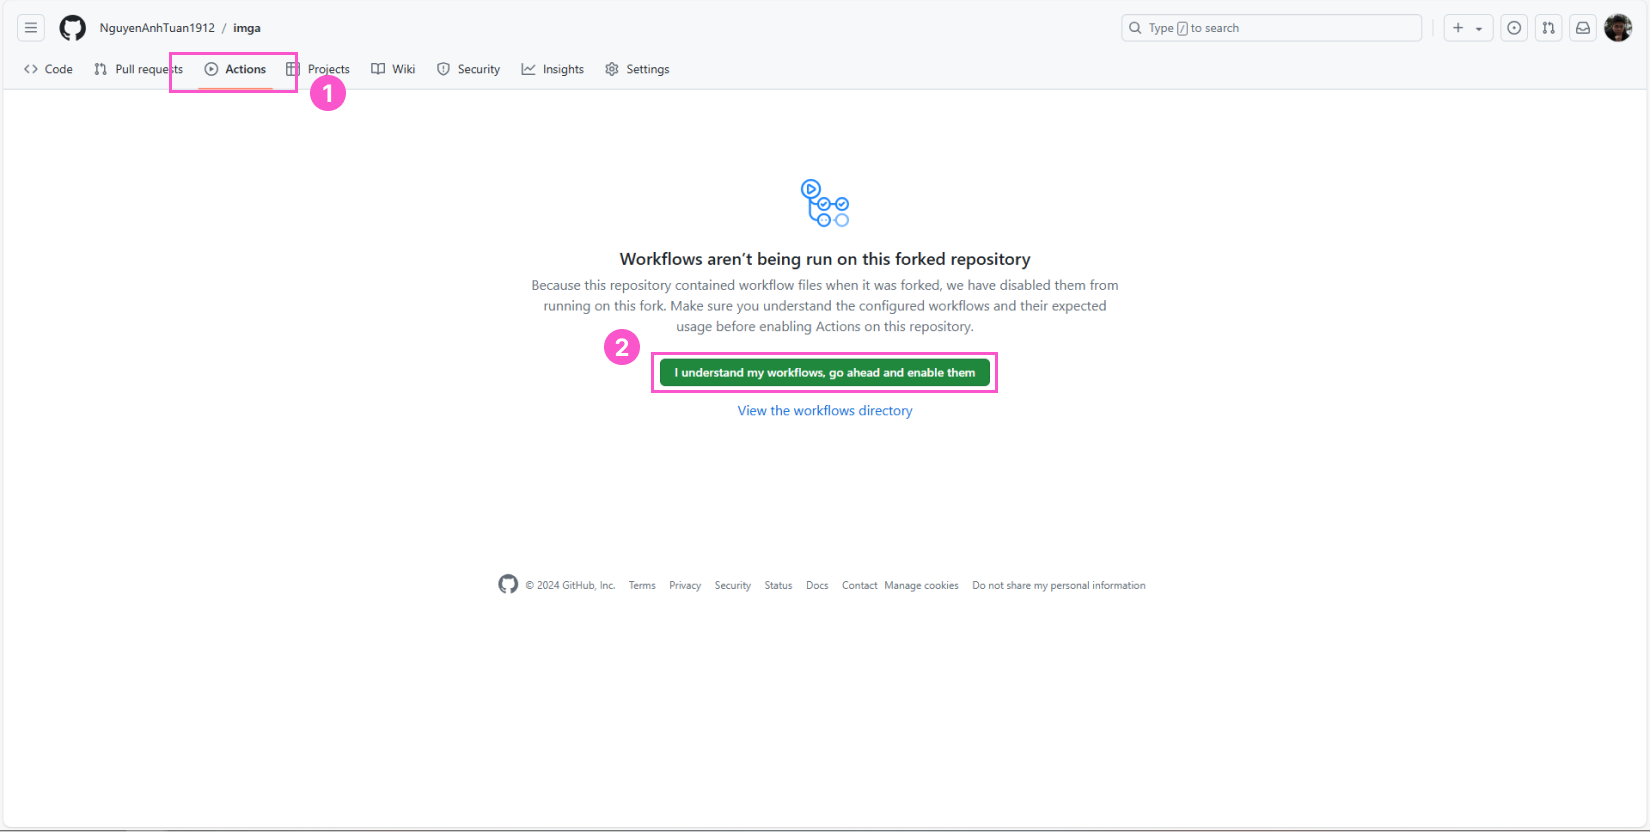 NguyenAnhTuan1912 / imga
Type / to search
Code Pull requests Actions Projects Wiki Security Insights Settings
1
Workflows aren't being run on this forked repository
Because this repository contained workflow files when it was forked, we have disabled them from
running on this fork. Make sure you understand the configured workflows and their expected
usage before enabling Actions on this repository.
2
I understand my workflows, go ahead and enable them
View the workflows directory
© 2024 GitHub, Inc. Terms Privacy Security Status Docs Contact Manage cookies Do not share my personal information